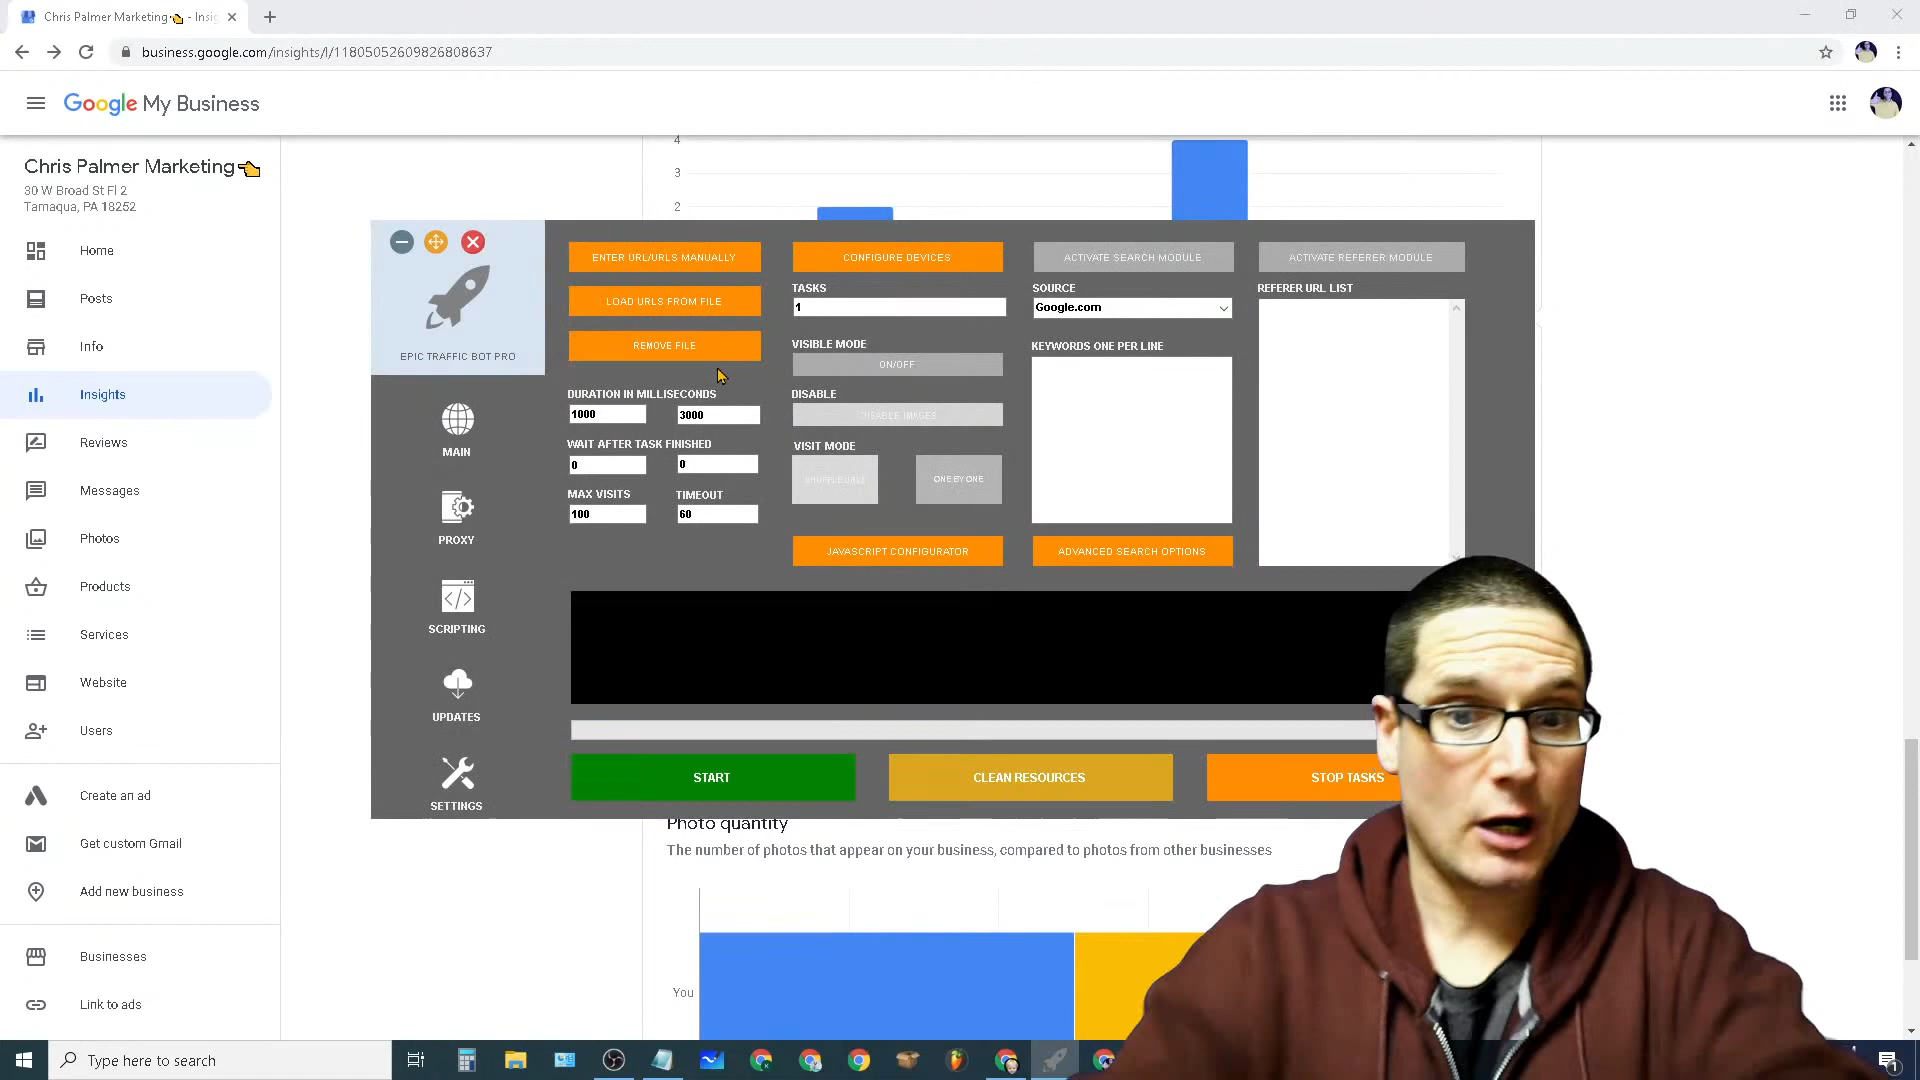 Chris Palmer Marketing - Insig
business.google.com/insights/l/11805052609826808637
Google My Business
Chris Palmer Marketing
30 W Broad St Fl 2
Tamaqua, PA 18252
Home
Posts
Info
Insights
Reviews
Messages
Photos
Products
Services
Website
Users
Create an ad
Get custom Gmail
Add new business
Businesses
Link to ads
4
3
2
EPIC TRAFFIC BOT PRO
MAIN
PROXY
SCRIPTING
UPDATES
SETTINGS
ENTER URL/URLS MANUALLY
LOAD URLS FROM FILE
REMOVE FILE
DURATION IN MILLISECONDS
1000 3000
WAIT AFTER TASK FINISHED
0 0
MAX VISITS TIMEOUT
100 60
CONFIGURE DEVICES
TASKS
1
VISIBLE MODE
ON/OFF
DISABLE
DISABLE IMAGES
VISIT MODE
SHUFFLE URLS ONE BY ONE
JAVASCRIPT CONFIGURATOR
ACTIVATE SEARCH MODULE
SOURCE
Google.com
KEYWORDS ONE PER LINE
ADVANCED SEARCH OPTIONS
ACTIVATE REFERER MODULE
REFERER URL LIST
START
CLEAN RESOURCES
STOP TASKS
Photo quantity
The number of photos that appear on your business, compared to photos from other businesses
You
Type here to search
1